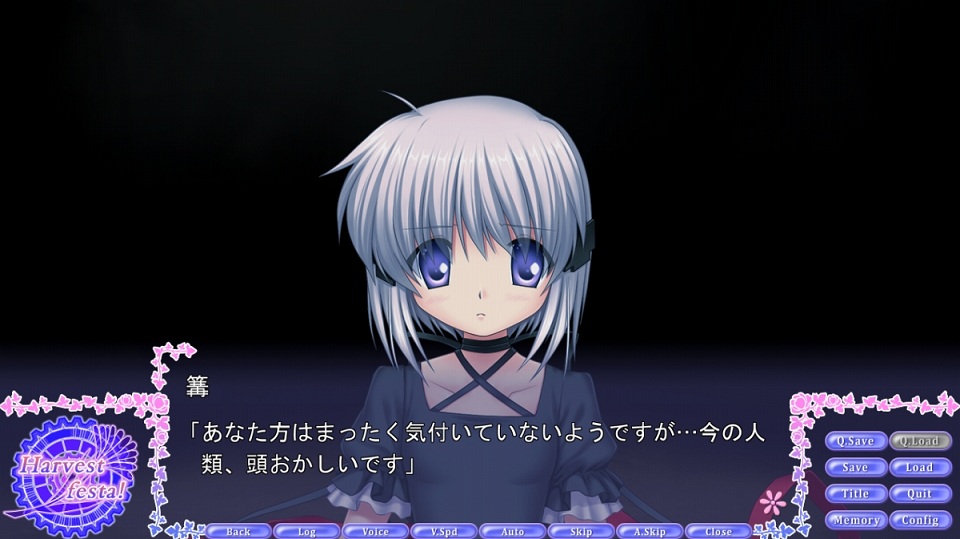 篝
「あなた方はまったく気付いていないようですが…今の人
類、頭おかしいです」
Harvest
festa!
Q.Save
Q.Load
Save
Load
Title
Quit
Memory
Config
Back
Log
Voice
V.Spd
Auto
Skip
A.Skip
Close